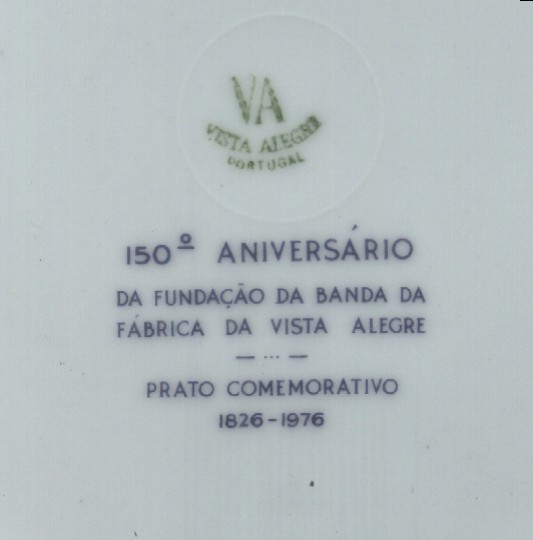 VA
VISTA ALEGRE
PORTUGAL
150º ANIVERSÁRIO
DA FUNDAÇÃO DA BANDA DA
FÁBRICA DA VISTA ALEGRE
— ... —
PRATO COMEMORATIVO
1826-1976